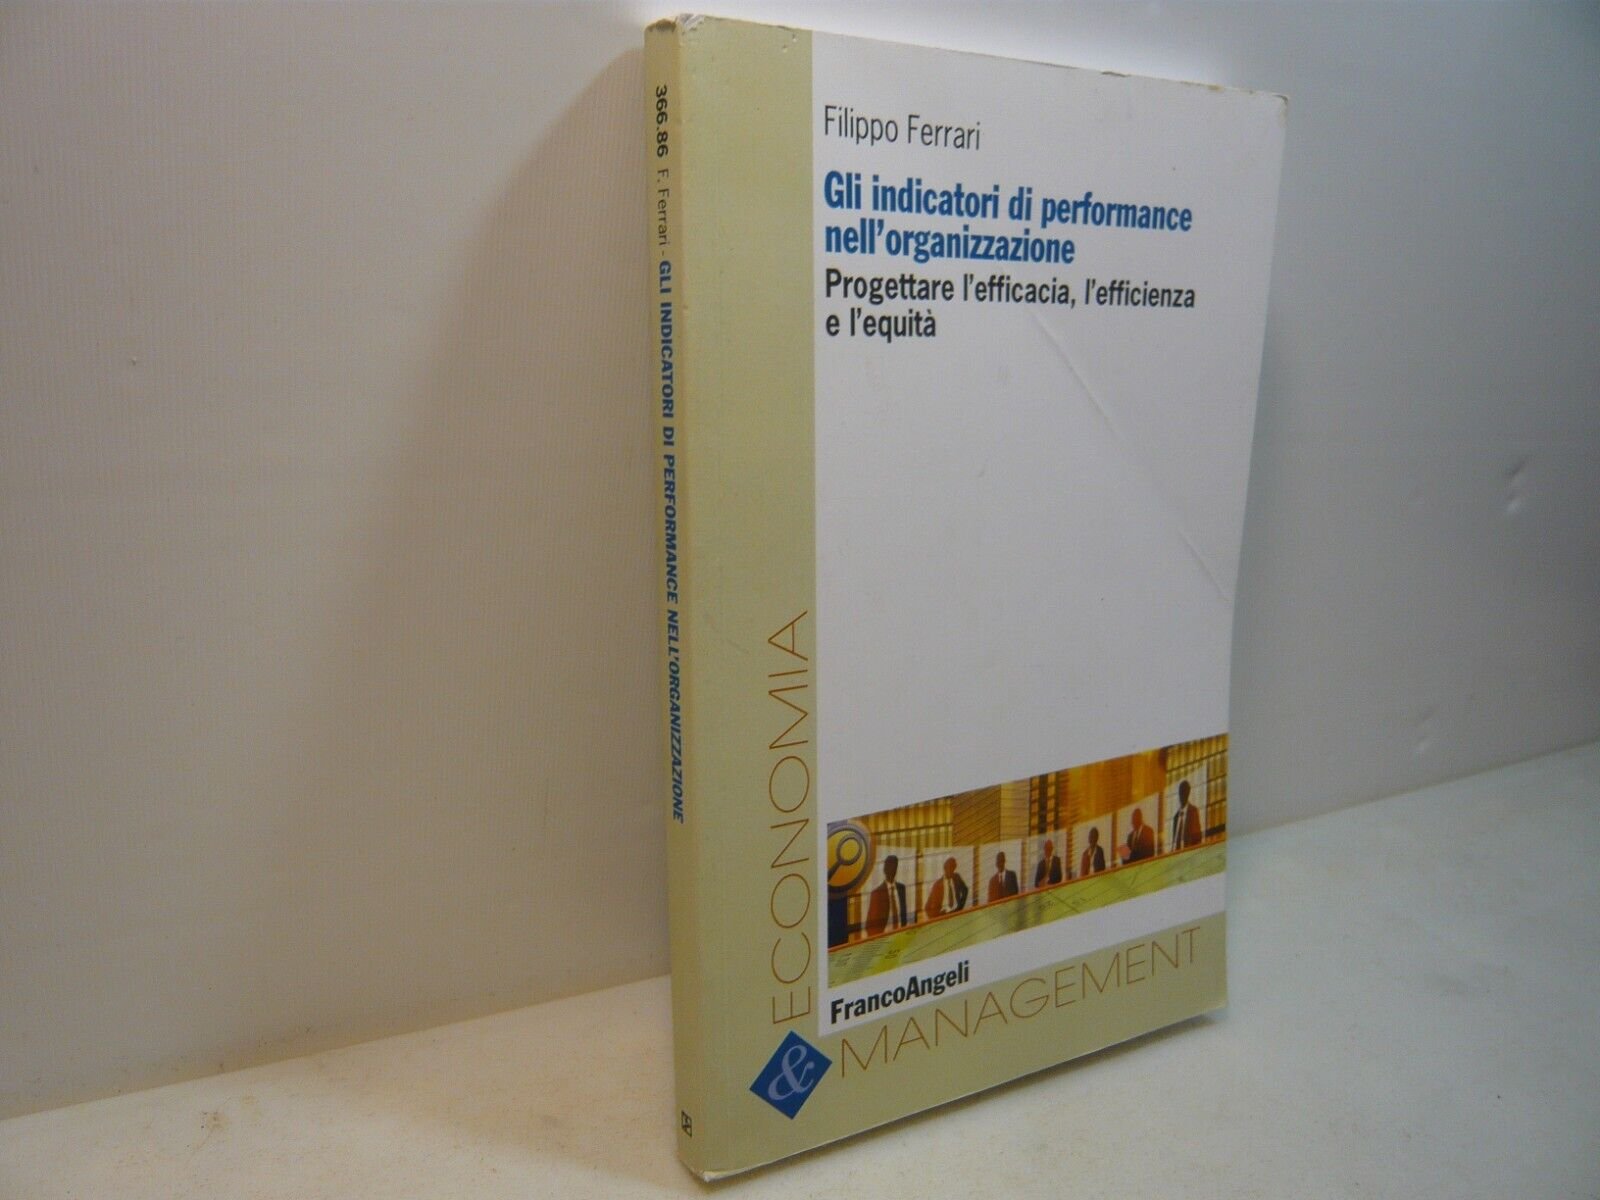 366.86 F. Ferrari - GLI INDICATORI DI PERFORMANCE NELL'ORGANIZZAZIONE
Filippo Ferrari
Gli indicatori di performance
nell'organizzazione
Progettare l'efficacia, l'efficienza
e l'equità
FrancoAngeli
ECONOMIA
&
MANAGEMENT